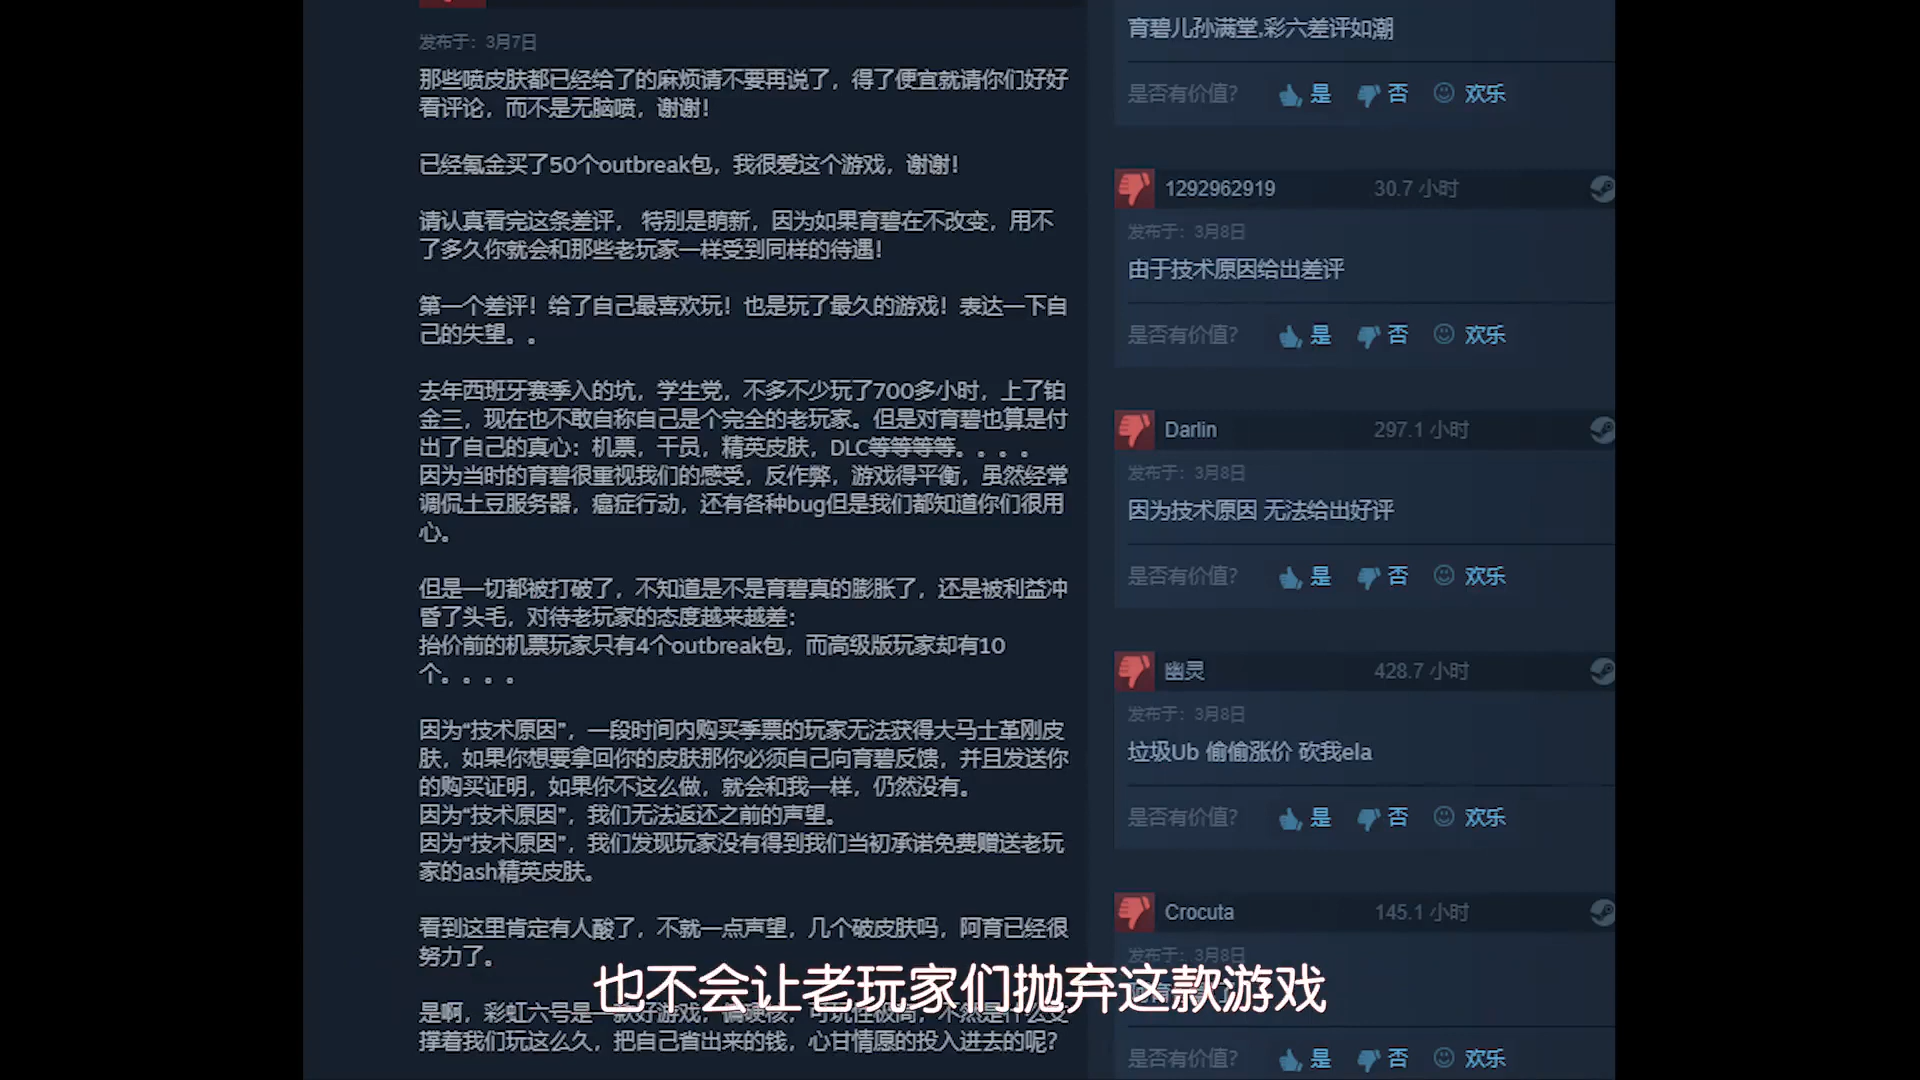 发布于：3月7日
那些喷皮肤都已经给了的麻烦请不要再说了，得了便宜就请你们好好
看评论，而不是无脑喷，谢谢！
已经氪金买了50个outbreak包，我很爱这个游戏，谢谢！
请认真看完这条差评， 特别是萌新，因为如果育碧在不改变，用不
了多久你就会和那些老玩家一样受到同样的待遇！
第一个差评！给了自己最喜欢玩！也是玩了最久的游戏！表达一下自
己的失望。。
去年西班牙赛季入的坑，学生党，不多不少玩了700多小时，上了铂
金三，现在也不敢自称自己是个完全的老玩家。但是对育碧也算是付
出了自己的真心：机票，干员，精英皮肤，DLC等等等等。。。。
因为当时的育碧很重视我们的感受，反作弊，游戏得平衡，虽然经常
调侃土豆服务器，癌症行动，还有各种bug但是我们都知道你们很用
心。
但是一切都被打破了，不知道是不是育碧真的膨胀了，还是被利益冲
昏了头毛，对待老玩家的态度越来越差：
抬价前的机票玩家只有4个outbreak包，而高级版玩家却有10
个。。。。
因为“技术原因”，一段时间内购买季票的玩家无法获得大马士革刚皮
肤，如果你想要拿回你的皮肤那你必须自己向育碧反馈，并且发送你
的购买证明，如果你不这么做，就会和我一样，仍然没有。
因为“技术原因”，我们无法返还之前的声望。
因为“技术原因”，我们发现玩家没有得到我们当初承诺免费赠送老玩
家的ash精英皮肤。
看到这里肯定有人酸了，不就一点声望，几个破皮肤吗，阿育已经很
努力了。
是啊，彩虹六号是一款好游戏，偏硬核，可玩性极高，不然是什么支
撑着我们玩这么久，把自己省出来的钱，心甘情愿的投入进去的呢？
育碧儿孙满堂,彩六差评如潮
是否有价值？ 是 否 欢乐
1292962919 30.7 小时
发布于：3月8日
由于技术原因给出差评
是否有价值？ 是 否 欢乐
Darlin 297.1 小时
发布于：3月8日
因为技术原因 无法给出好评
是否有价值？ 是 否 欢乐
幽灵 428.7 小时
发布于：3月8日
垃圾Ub 偷偷涨价 砍我ela
是否有价值？ 是 否 欢乐
Crocuta 145.1 小时
发布于：3月8日
是否有价值？ 是 否 欢乐
也不会让老玩家们抛弃这款游戏